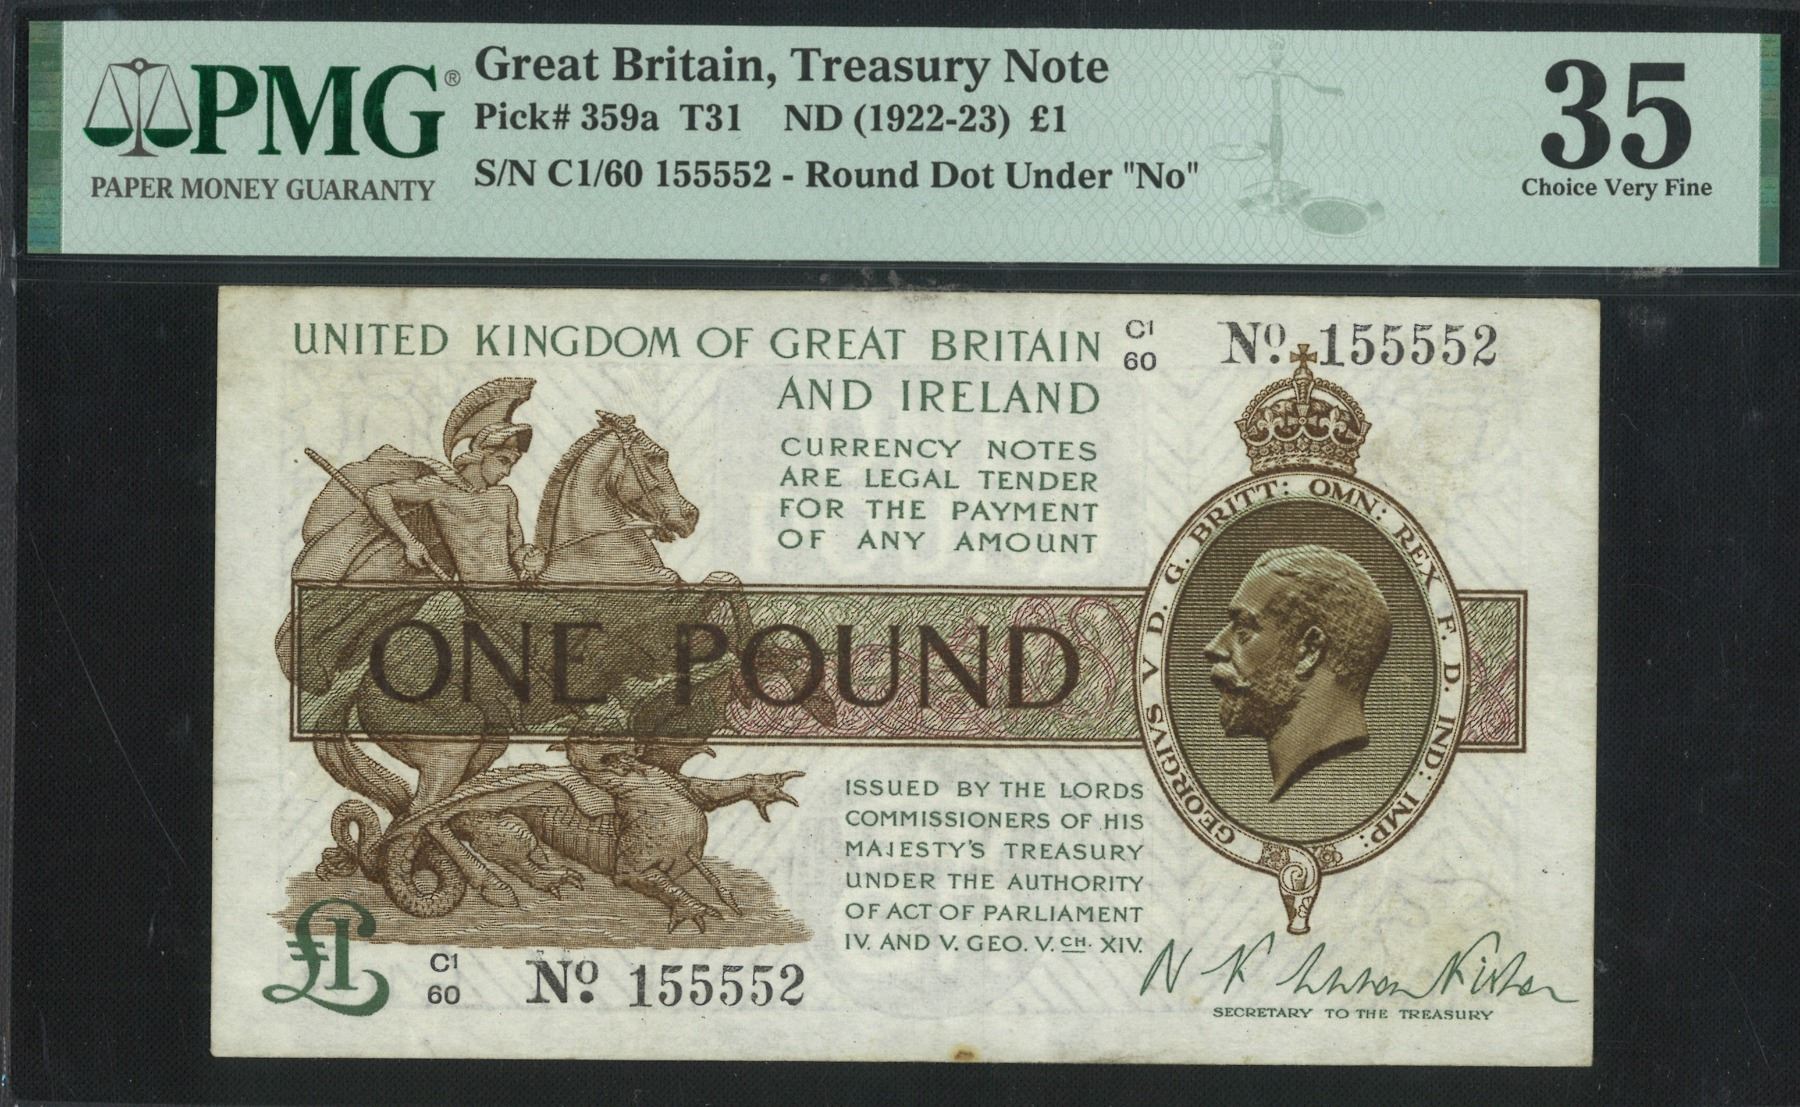 PMG®
PAPER MONEY GUARANTY
Great Britain, Treasury Note
Pick# 359a T31 ND (1922-23) £1
S/N C1/60 155552 - Round Dot Under "No"
35
Choice Very Fine
UNITED KINGDOM OF GREAT BRITAIN
AND IRELAND
C1
60
No. 155552
CURRENCY NOTES
ARE LEGAL TENDER
FOR THE PAYMENT
OF ANY AMOUNT
ONE POUND
GEORGIVS V D. G. BRITT: OMN: REX F. D. IND: IMP:
ISSUED BY THE LORDS
COMMISSIONERS OF HIS
MAJESTY'S TREASURY
UNDER THE AUTHORITY
OF ACT OF PARLIAMENT
IV. AND V. GEO. V. CH. XIV.
£1
C1
60
No. 155552
N K Warren Fisher
SECRETARY TO THE TREASURY